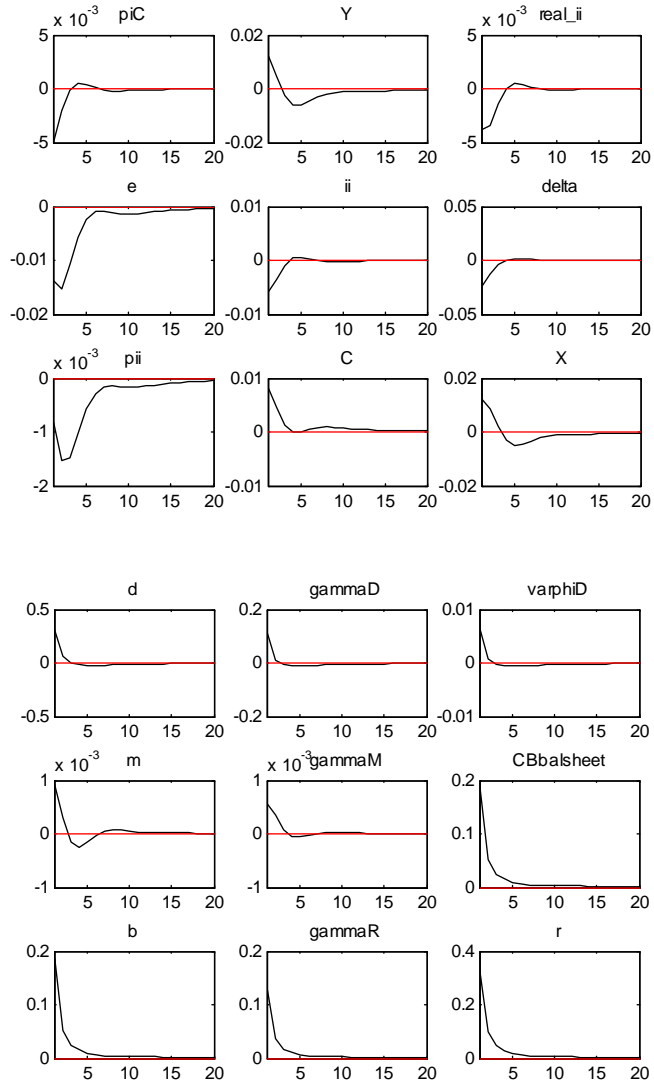 x 10^-3 piC Y x 10^-3 real_ii
5 0.02 5
0 0 0
-5 -0.02 -5
5 10 15 20 5 10 15 20 5 10 15 20
e ii delta
0 0.01 0.05
-0.01 0 0
-0.02 -0.01 -0.05
5 10 15 20 5 10 15 20 5 10 15 20
x 10^-3 pii C X
0 0.01 0.02
-1 0 0
-2 -0.01 -0.02
5 10 15 20 5 10 15 20 5 10 15 20
d gammaD varphiD
0.5 0.2 0.01
0 0 0
-0.5 -0.2 -0.01
5 10 15 20 5 10 15 20 5 10 15 20
x 10^-3 m x 10^-3 gammaM CBbalsheet
1 1 0.2
0 0 0.1
-1 -1 0
5 10 15 20 5 10 15 20 5 10 15 20
b gammaR r
0.2 0.2 0.4
0.1 0.1 0.2
0 0 0
5 10 15 20 5 10 15 20 5 10 15 20